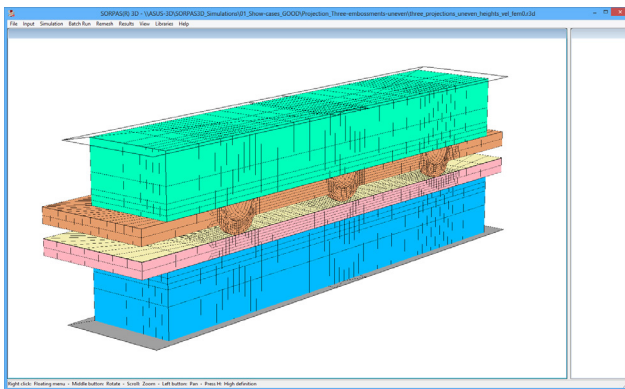 SORPAS(R) 3D - \\ASUS-3D\SORPAS3D_Simulations\01_Show-cases_GOOD\Projection_Three-embossments-uneven\three_projections_uneven_heights_vel_fem0.r3d
File Input Simulation Batch Run Remesh Results View Libraries Help
Right click: Floating menu - Middle button: Rotate - Scroll: Zoom - Left button: Pan - Press H: High definition